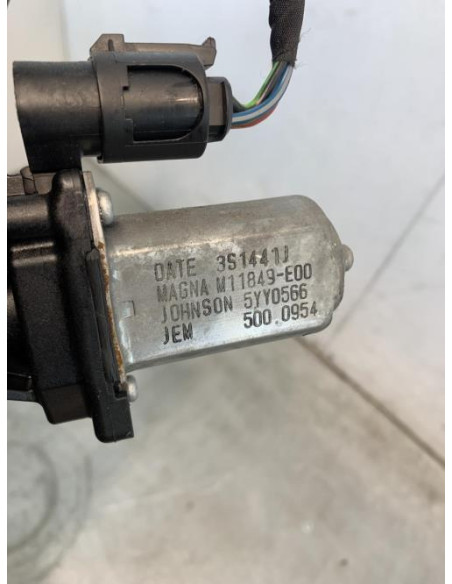 DATE 3S1441J
MAGNA M11849-E00
JOHNSON 5YY0566
JEM 500 0954